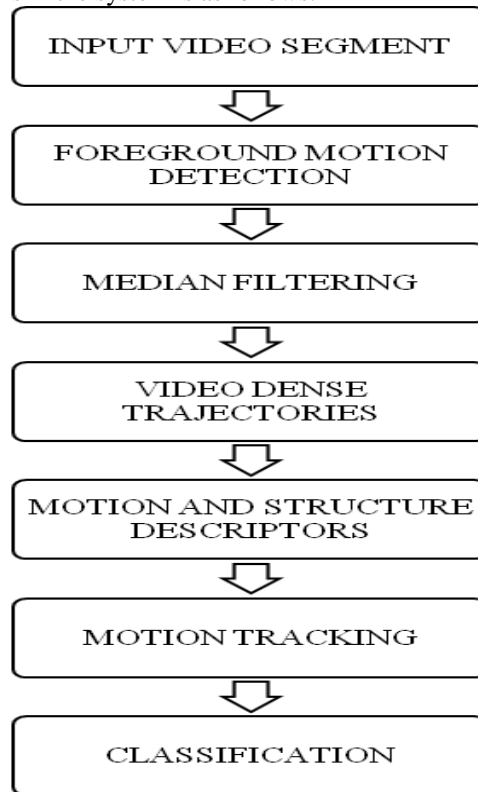 INPUT VIDEO SEGMENT
FOREGROUND MOTION
DETECTION
MEDIAN FILTERING
VIDEO DENSE
TRAJECTORIES
MOTION AND STRUCTURE
DESCRIPTORS
MOTION TRACKING
CLASSIFICATION